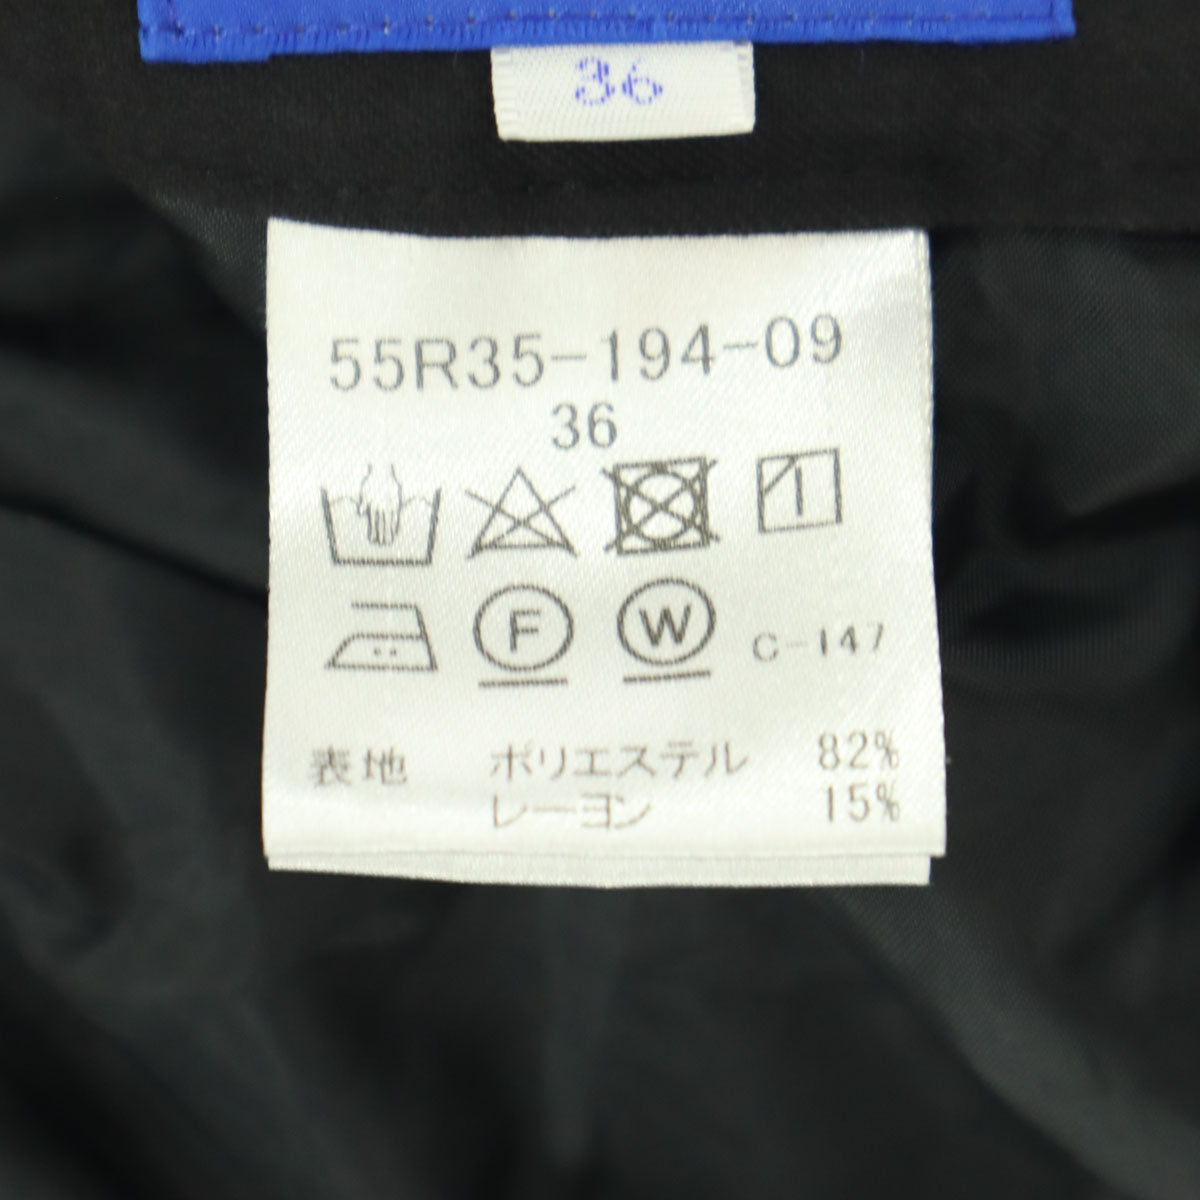 36
55R35-194-09
36
F W C-147
表地 ポリエステル 82%
レーヨン 15%